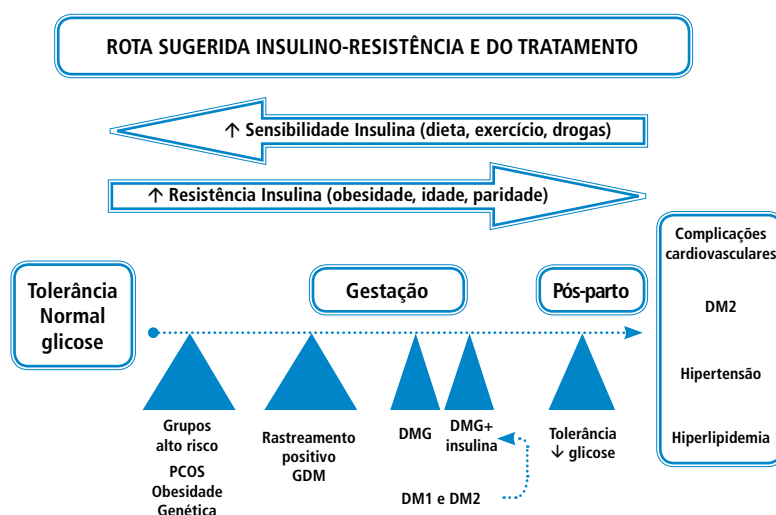 ROTA SUGERIDA INSULINO-RESISTÊNCIA E DO TRATAMENTO
↑ Sensibilidade Insulina (dieta, exercício, drogas)
↑ Resistência Insulina (obesidade, idade, paridade)
Tolerância
Normal
glicose
Gestação
Pós-parto
Complicações
cardiovasculares
DM2
Hipertensão
Hiperlipidemia
Grupos
alto risco
PCOS
Obesidade
Genética
Rastreamento
positivo
GDM
DMG
DMG+
insulina
DM1 e DM2
Tolerância
↓ glicose